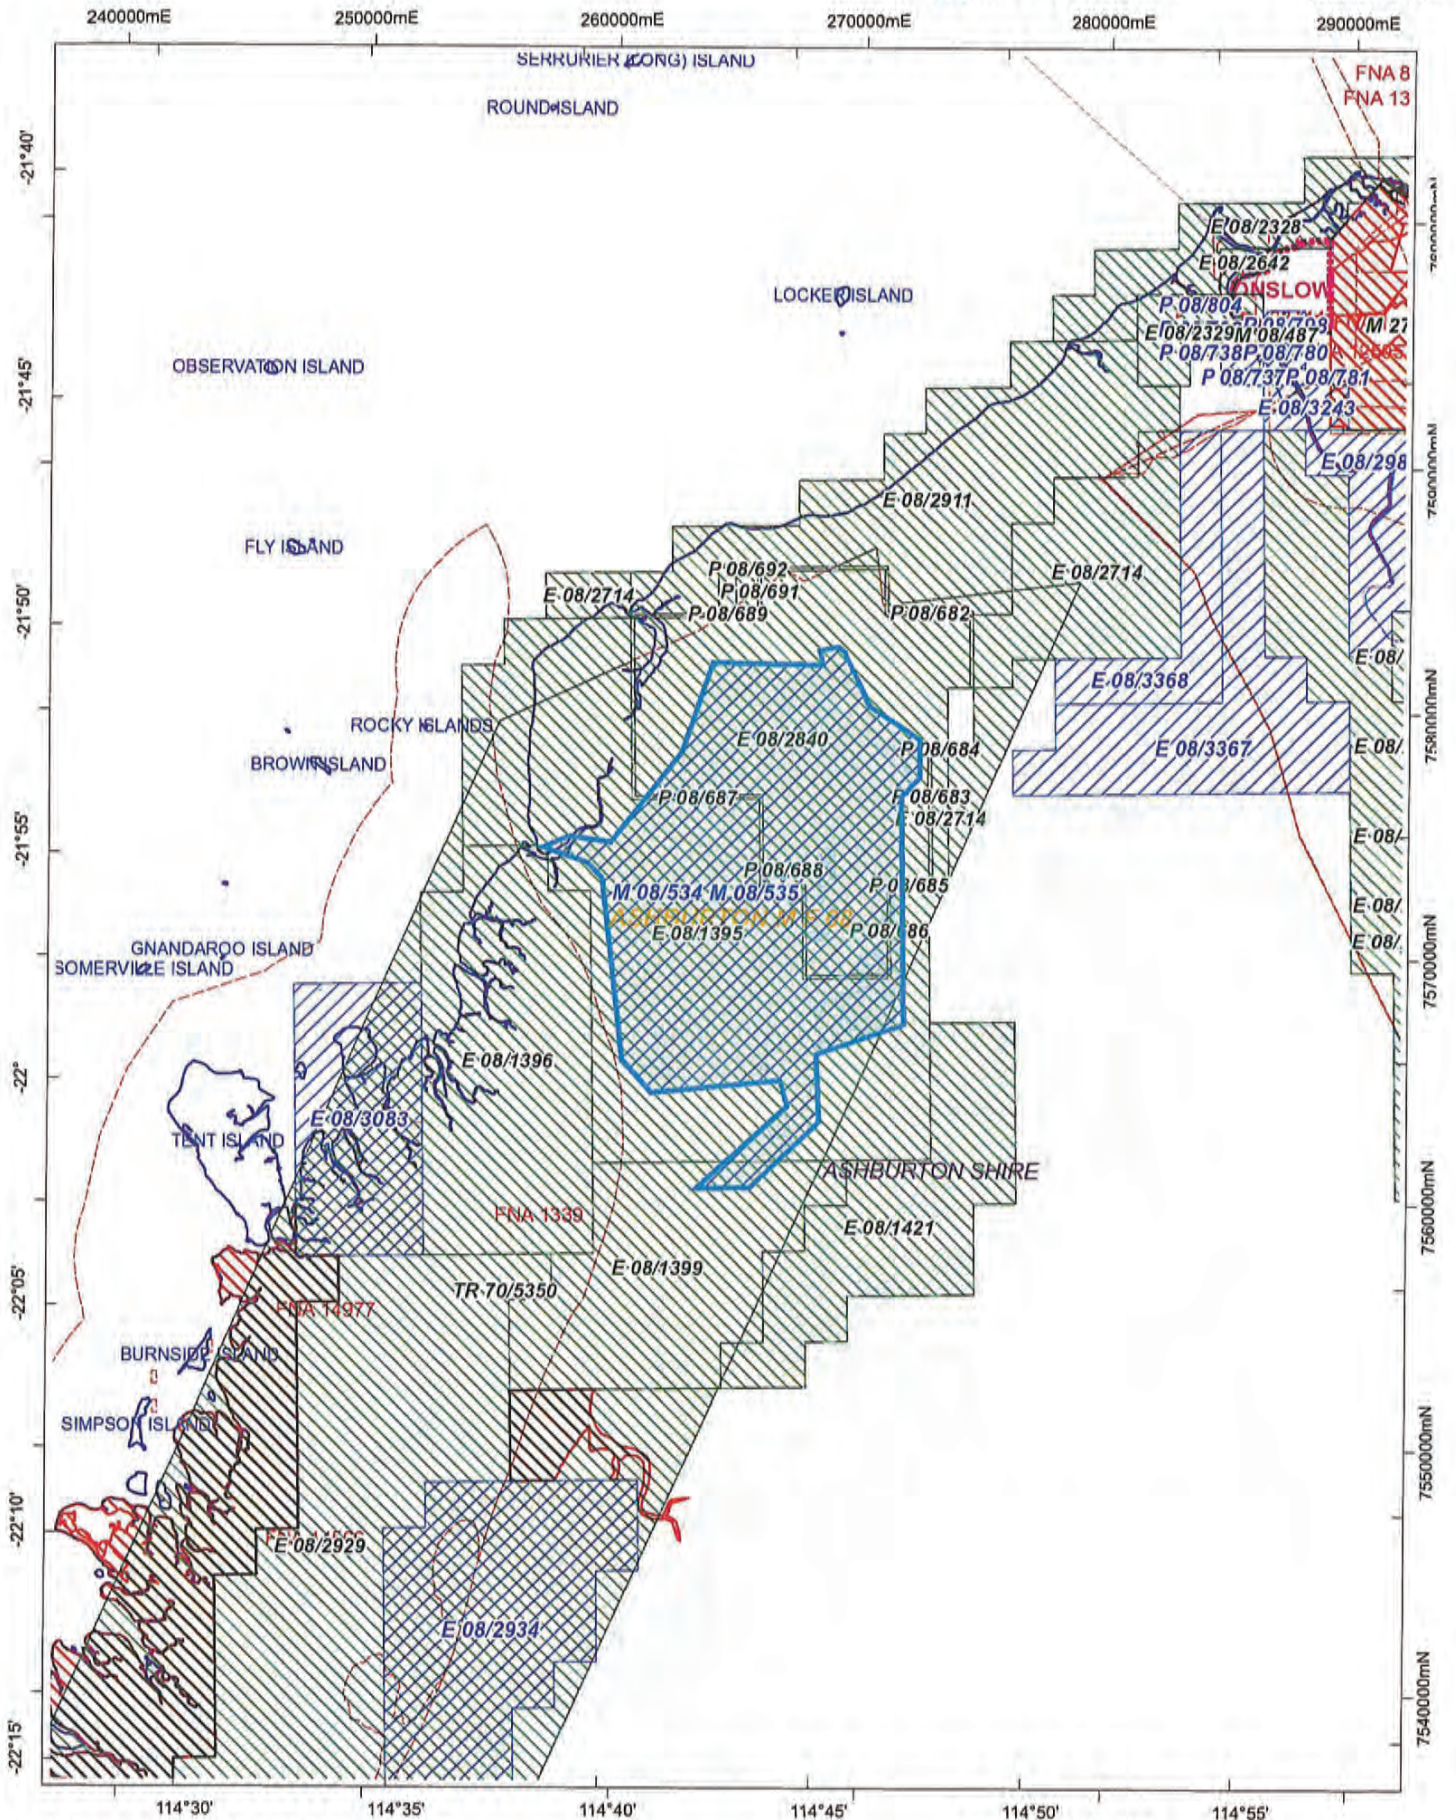 240000mE 250000mE 260000mE 270000mE 280000mE 290000mE
SERRURIER (LONG) ISLAND
FNA 8
FNA 13
ROUND ISLAND
-21°40'
E 08/2328
E 08/2642
ONSLOW
LOCKER ISLAND
P 08/804
E 08/2329 M 08/487
M 27
P 08/738 P 08/780
OBSERVATION ISLAND
P 08/737 P 08/781
-21°45'
E 08/3243
E 08/298
7590000mN
E 08/2911
FLY ISLAND
P 08/692
E 08/2714
P 08/691
E 08/2714
P 08/689
P 08/682
-21°50'
E 08/
E 08/3368
ROCKY ISLANDS
E 08/2840
P 08/684
E 08/3367
E 08/
7580000mN
BROWN ISLAND
P 08/687
P 08/683
E 08/2714
-21°55'
E 08/
P 08/688
P 08/685
M 08/534 M 08/535
E 08/
ASHBURTON M.F. 08
E 08/1395
P 08/686
E 08/
GNANDAROO ISLAND
SOMERVILLE ISLAND
7570000mN
E 08/1396
-22°
E 08/3083
TENT ISLAND
ASHBURTON SHIRE
FNA 1339
E 08/1421
7560000mN
E 08/1399
TR 70/5350
-22°05'
FNA 14977
BURNSIDE ISLAND
SIMPSON ISLAND
7550000mN
-22°10'
E 08/2929
E 08/2934
7540000mN
-22°15'
114°30' 114°35' 114°40' 114°45' 114°50' 114°55'